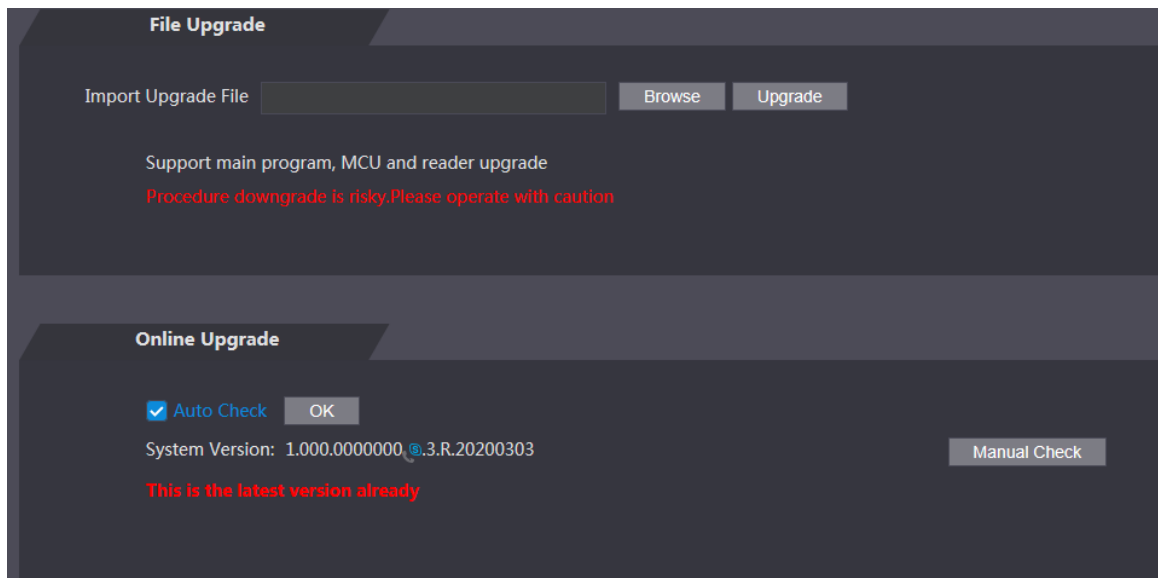 File Upgrade
Import Upgrade File Browse Upgrade
Support main program, MCU and reader upgrade
Procedure downgrade is risky.Please operate with caution
Online Upgrade
Auto Check OK
System Version: 1.000.0000000.3.R.20200303 Manual Check
This is the latest version already